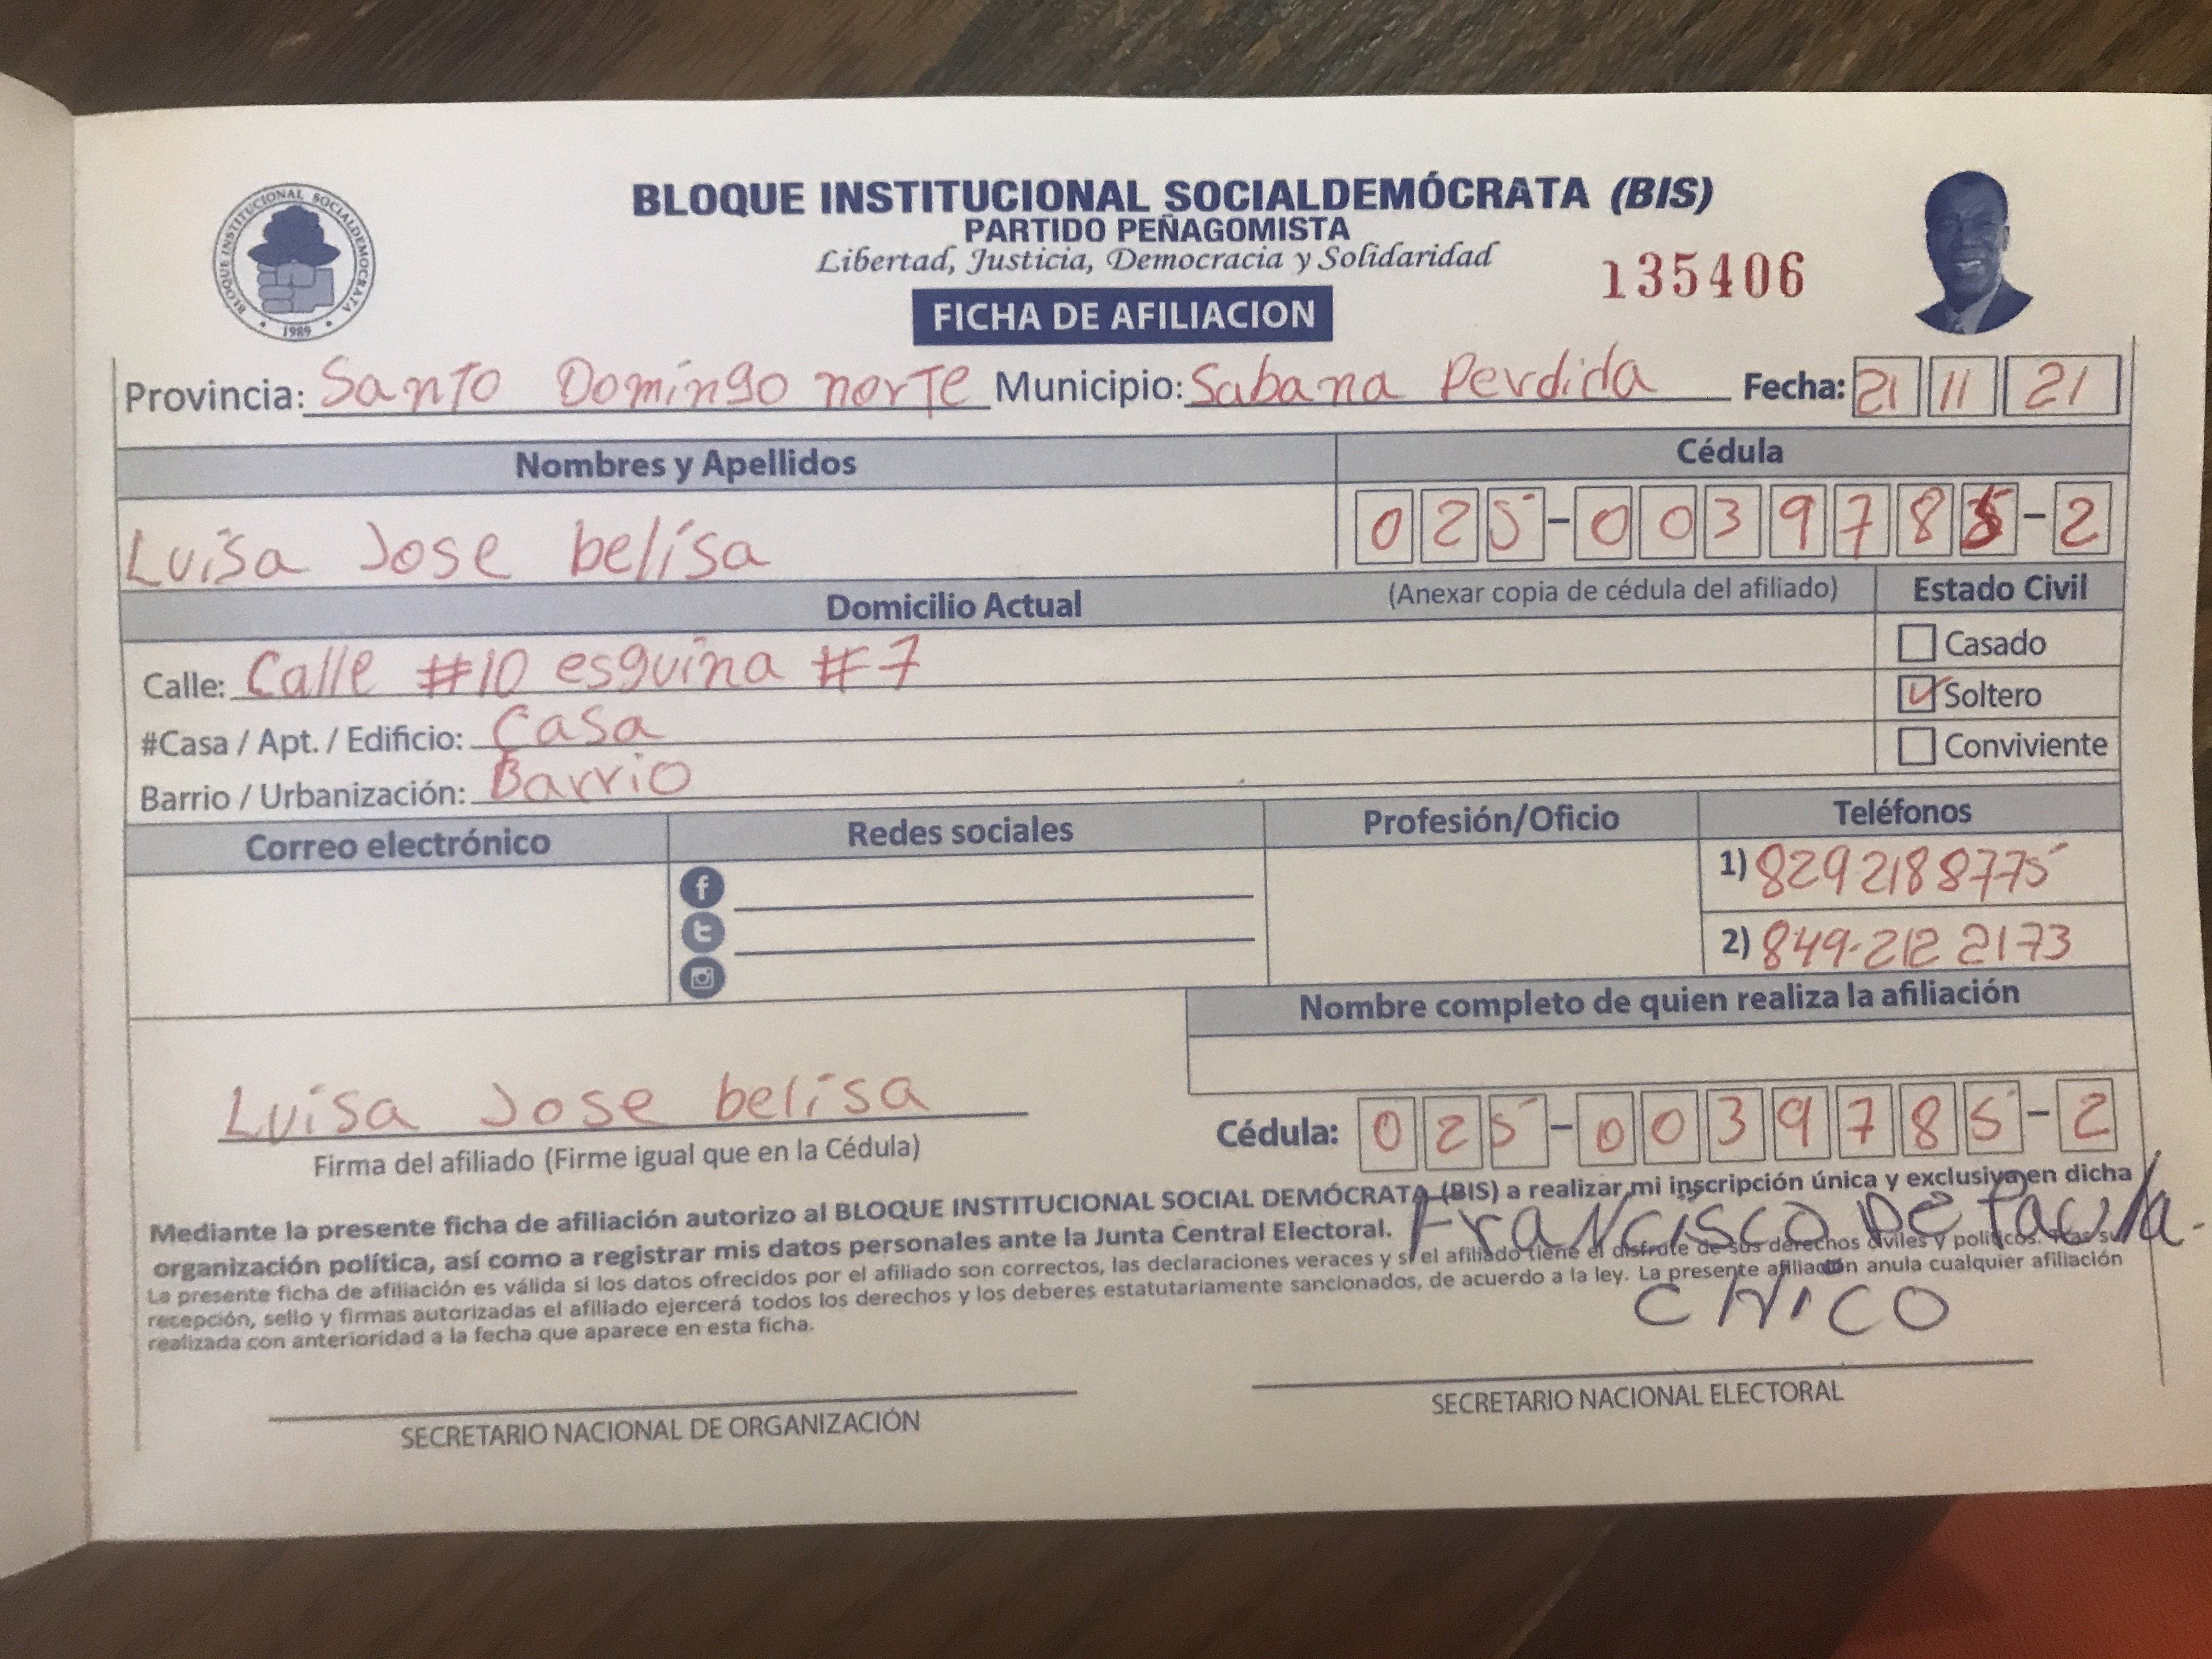 BLOQUE INSTITUCIONAL SOCIALDEMOCRATA
1989
BLOQUE INSTITUCIONAL SOCIALDEMÓCRATA (BIS)
PARTIDO PEÑAGOMISTA
Libertad, Justicia, Democracia y Solidaridad
135406
FICHA DE AFILIACION
Provincia: Santo Domingo norte Municipio: Sabana Perdida Fecha: 21 11 21
Nombres y Apellidos Cédula
Luisa Jose belisa 025-0039785-2
Domicilio Actual (Anexar copia de cédula del afiliado) Estado Civil
Calle: Calle #10 esquina #7 Casado
#Casa / Apt. / Edificio: Casa Soltero
Barrio / Urbanización: Barrio Conviviente
Correo electrónico Redes sociales Profesión/Oficio Teléfonos
1) 8292188775
2) 849-212 2173
Nombre completo de quien realiza la afiliación
Luisa Jose belisa
Firma del afiliado (Firme igual que en la Cédula)
Cédula: 025-0039785-2
Mediante la presente ficha de afiliación autorizo al BLOQUE INSTITUCIONAL SOCIAL DEMÓCRATA (BIS) a realizar mi inscripción única y exclusiva en dicha
organización política, así como a registrar mis datos personales ante la Junta Central Electoral.
Francisco De Paula
La presente ficha de afiliación es válida si los datos ofrecidos por el afiliado son correctos, las declaraciones veraces y si el afiliado tiene el disfrute de sus derechos civiles y políticos. Tras su
recepción, sello y firmas autorizadas el afiliado ejercerá todos los derechos y los deberes estatutariamente sancionados, de acuerdo a la ley. La presente afiliación anula cualquier afiliación
realizada con anterioridad a la fecha que aparece en esta ficha.
CHICO
SECRETARIO NACIONAL DE ORGANIZACIÓN
SECRETARIO NACIONAL ELECTORAL